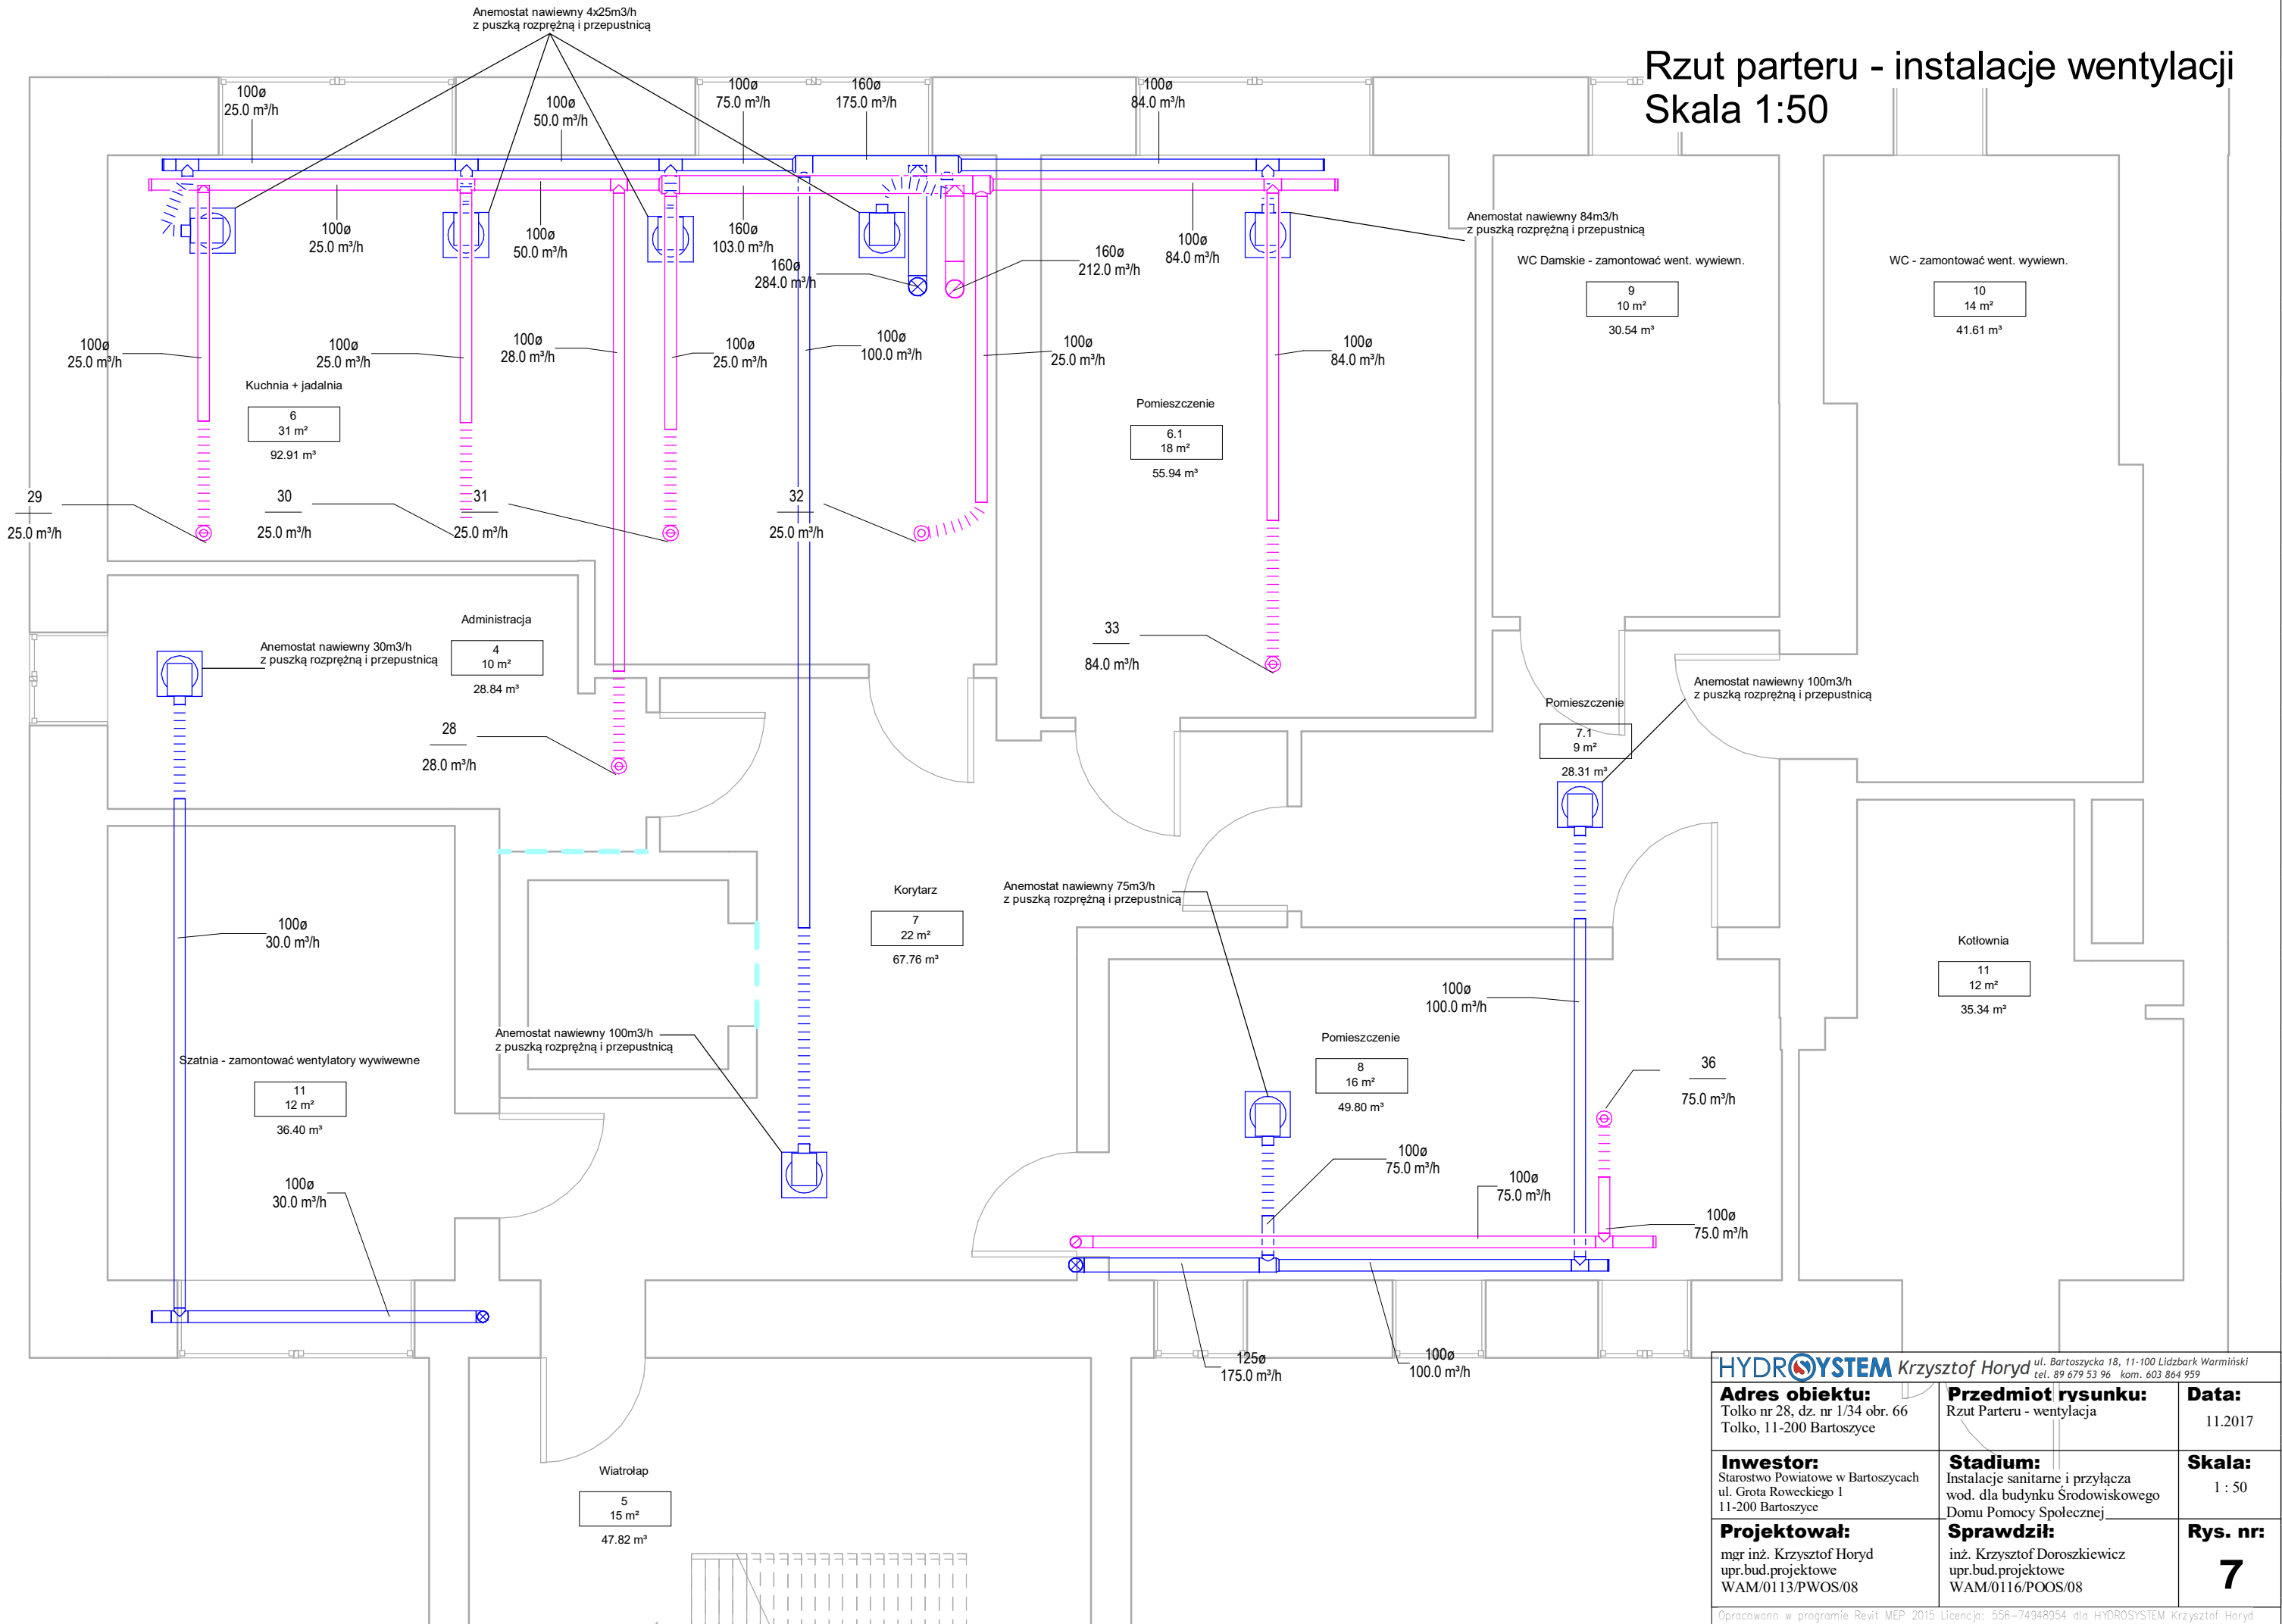 Anemostat nawiewny 4x25m3/h
z puszką rozprężną i przepustnicą
Rzut parteru - instalacje wentylacji
Skala 1:50
100ø
25.0 m³/h
100ø
50.0 m³/h
100ø
75.0 m³/h
160ø
175.0 m³/h
100ø
84.0 m³/h
100ø
25.0 m³/h
100ø
50.0 m³/h
160ø
103.0 m³/h
160ø
284.0 m³/h
160ø
212.0 m³/h
100ø
84.0 m³/h
Anemostat nawiewny 84m3/h
z puszką rozprężną i przepustnicą
WC Damskie - zamontować went. wywiewn.
9
10 m²
30.54 m³
WC - zamontować went. wywiewn.
10
14 m²
41.61 m³
100ø
25.0 m³/h
100ø
25.0 m³/h
100ø
28.0 m³/h
100ø
25.0 m³/h
100ø
100.0 m³/h
100ø
25.0 m³/h
100ø
84.0 m³/h
Kuchnia + jadalnia
6
31 m²
92.91 m³
Pomieszczenie
6.1
18 m²
55.94 m³
29
25.0 m³/h
30
25.0 m³/h
31
25.0 m³/h
32
25.0 m³/h
Administracja
4
10 m²
28.84 m³
Anemostat nawiewny 30m3/h
z puszką rozprężną i przepustnicą
33
84.0 m³/h
28
28.0 m³/h
Anemostat nawiewny 100m3/h
z puszką rozprężną i przepustnicą
Pomieszczenie
7.1
9 m²
28.31 m³
Korytarz
7
22 m²
67.76 m³
Anemostat nawiewny 75m3/h
z puszką rozprężną i przepustnicą
100ø
30.0 m³/h
Kotłownia
11
12 m²
35.34 m³
100ø
100.0 m³/h
Anemostat nawiewny 100m3/h
z puszką rozprężną i przepustnicą
Szatnia - zamontować wentylatory wywiwewne
11
12 m²
36.40 m³
Pomieszczenie
8
16 m²
49.80 m³
36
75.0 m³/h
100ø
30.0 m³/h
100ø
75.0 m³/h
100ø
75.0 m³/h
100ø
75.0 m³/h
125ø
175.0 m³/h
100ø
100.0 m³/h
Wiatrołap
5
15 m²
47.82 m³
HYDROSYSTEM Krzysztof Horyd
ul. Bartoszycka 18, 11-100 Lidzbark Warmiński
tel. 89 679 53 96 kom. 603 864 959
Adres obiektu:
Tolko nr 28, dz. nr 1/34 obr. 66
Tolko, 11-200 Bartoszyce
Przedmiot rysunku:
Rzut Parteru - wentylacja
Data:
11.2017
Inwestor:
Starostwo Powiatowe w Bartoszycach
ul. Grota Roweckiego 1
11-200 Bartoszyce
Stadium:
Instalacje sanitarne i przyłącza
wod. dla budynku Środowiskowego
Domu Pomocy Społecznej
Skala:
1 : 50
Projektował:
mgr inż. Krzysztof Horyd
upr.bud.projektowe
WAM/0113/PWOS/08
Sprawdził:
inż. Krzysztof Doroszkiewicz
upr.bud.projektowe
WAM/0116/POOS/08
Rys. nr:
7
Opracowano w programie Revit MEP 2015 Licencja: 556-74948954 dla HYDROSYSTEM Krzysztof Horyd